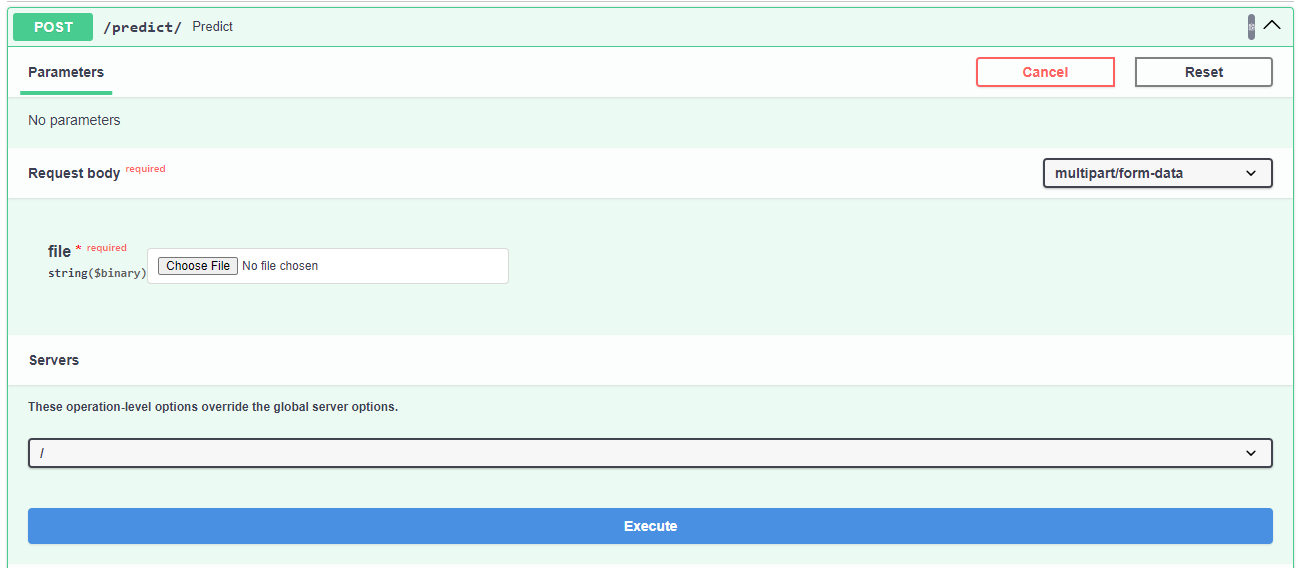 POST /predict/ Predict
Parameters
Cancel
Reset
No parameters
Request body required
multipart/form-data
file * required
string($binary)
Choose File No file chosen
Servers
These operation-level options override the global server options.
/
Execute